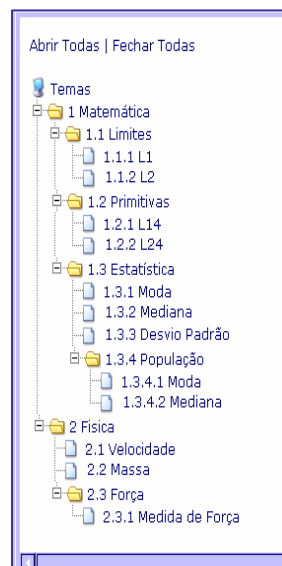 Abrir Todas | Fechar Todas
Temas
1 Matemática
1.1 Limites
1.1.1 L1
1.1.2 L2
1.2 Primitivas
1.2.1 L14
1.2.2 L24
1.3 Estatística
1.3.1 Moda
1.3.2 Mediana
1.3.3 Desvio Padrão
1.3.4 População
1.3.4.1 Moda
1.3.4.2 Mediana
2 Fisica
2.1 Velocidade
2.2 Massa
2.3 Força
2.3.1 Medida de Força